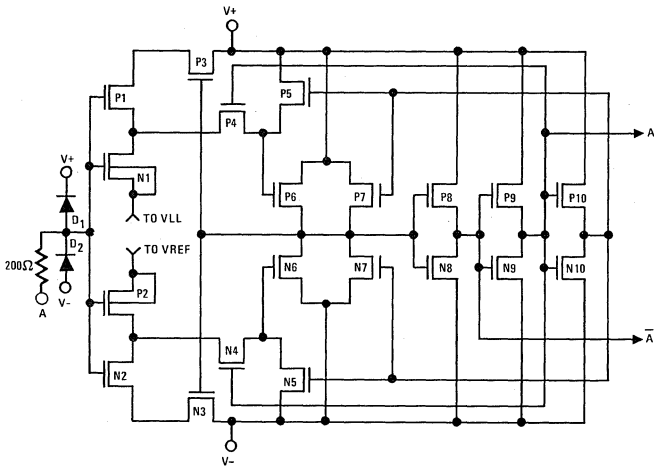 V+
P3
P1
P5
P4
A
N1
V+
P6
P7
P8
P9
P10
D1
TO VLL
D2
TO VREF
200Ω
N6
N7
N8
N9
N10
A
V-
P2
A̅
N4
N2
N5
N3
V-